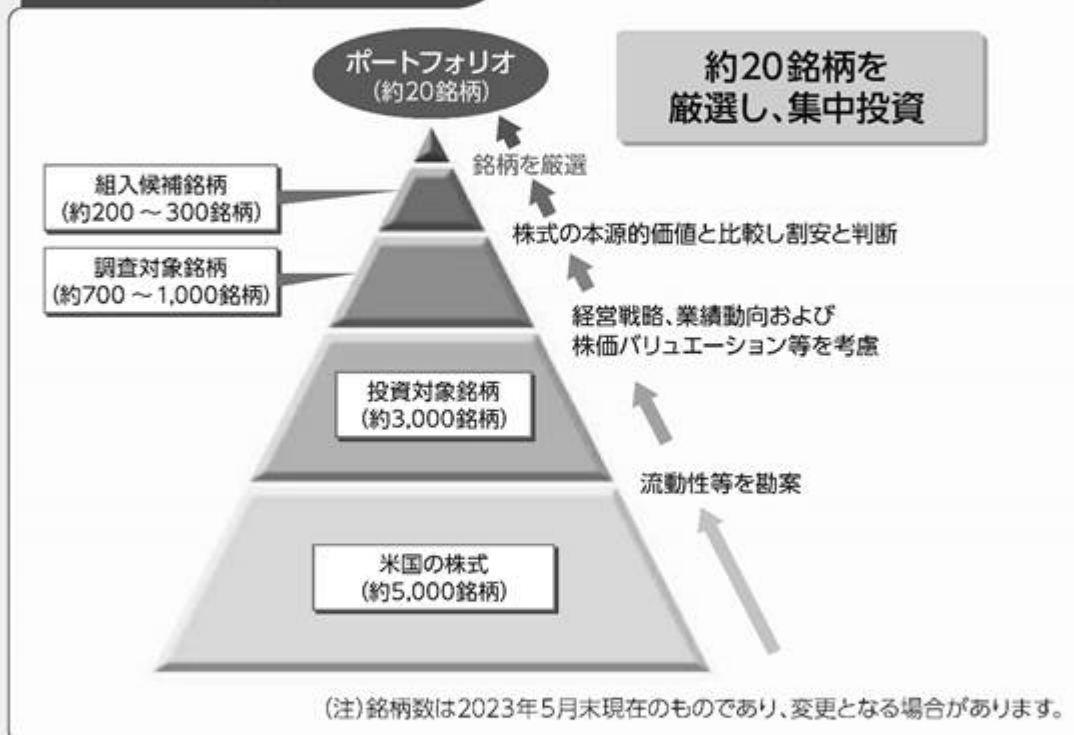 ポートフォリオ
(約20銘柄)
約20銘柄を
厳選し、集中投資
銘柄を厳選
組入候補銘柄
(約200～300銘柄)
株式の本源的価値と比較し割安と判断
調査対象銘柄
(約700～1,000銘柄)
経営戦略、業績動向および
株価バリュエーション等を考慮
投資対象銘柄
(約3,000銘柄)
流動性等を勘案
米国の株式
(約5,000銘柄)
(注)銘柄数は2023年5月末現在のものであり、変更となる場合があります。